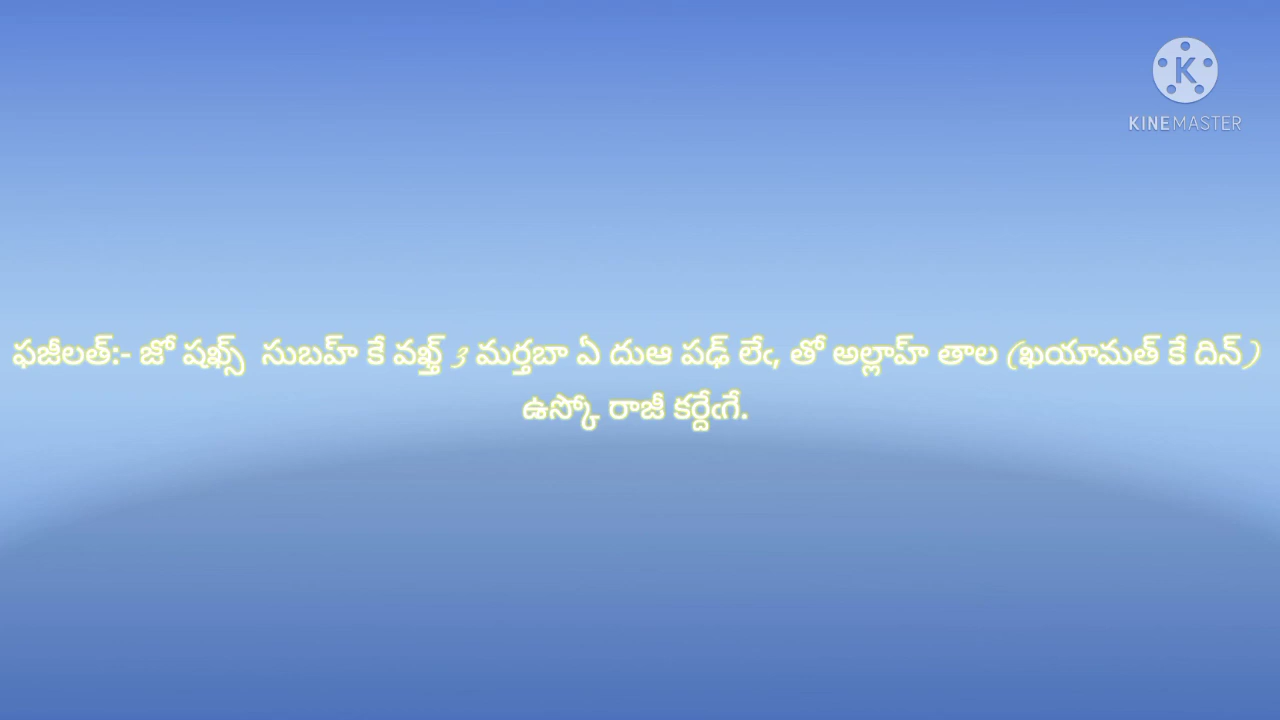 KINEMASTER
ఫజీలత్:- జో షఖ్స్ సుబహ్ కే వఖ్త్ 3 మర్తబా ఏ దుఆ పఢ్ లేఁ, తో అల్లాహ్ తాల (ఖయామత్ కే దిన్)
ఉస్కో రాజీ కర్దేఁగే.